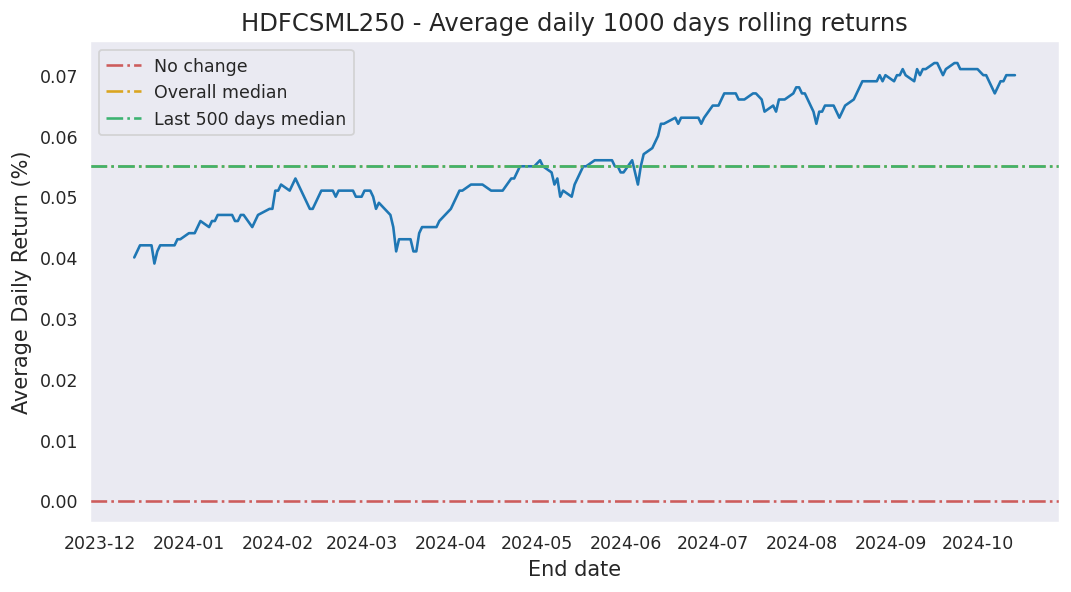 HDFCSML250 - Average daily 1000 days rolling returns
No change
Overall median
Last 500 days median
Average Daily Return (%)
0.07
0.06
0.05
0.04
0.03
0.02
0.01
0.00
2023-12 2024-01 2024-02 2024-03 2024-04 2024-05 2024-06 2024-07 2024-08 2024-09 2024-10
End date